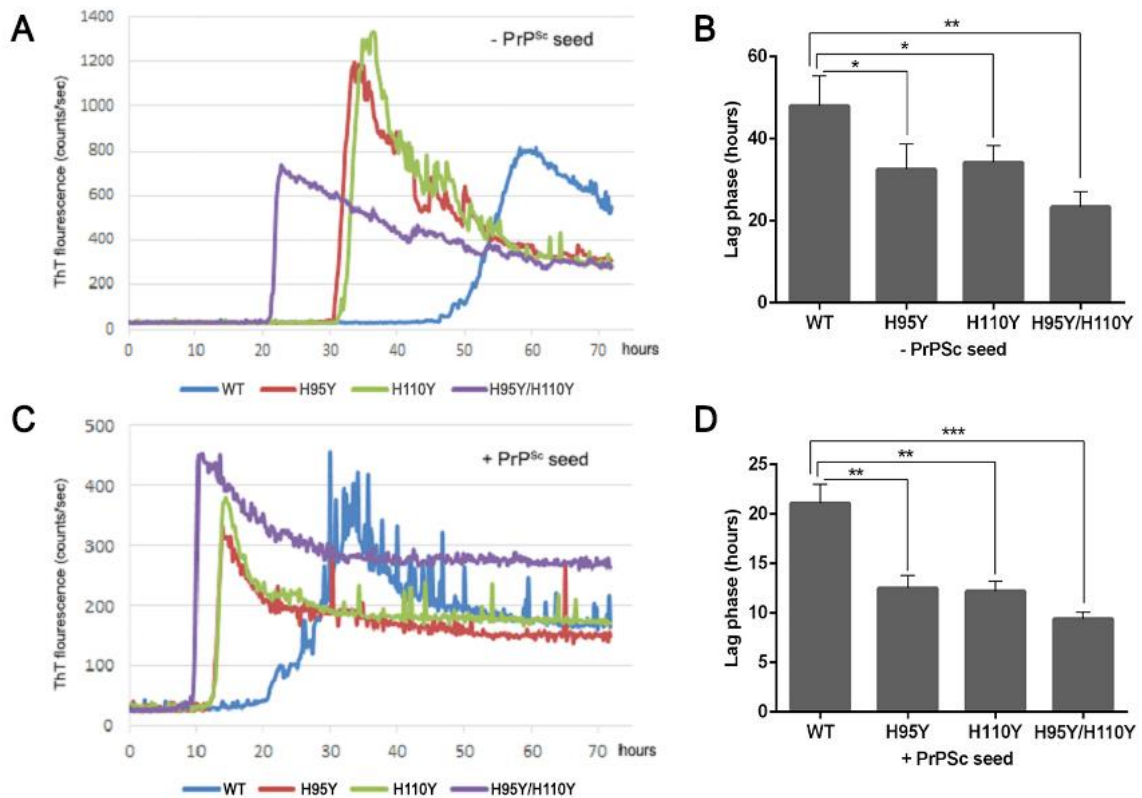 A
- PrPSc seed
ThT flourescence (counts/sec)
1400
1200
1000
800
600
400
200
0
0 10 20 30 40 50 60 70 hours
WT H95Y H110Y H95Y/H110Y
B
**
*
*
Lag phase (hours)
60
40
20
0
WT H95Y H110Y H95Y/H110Y
- PrPSc seed
C
+ PrPSc seed
ThT flourescence (counts/sec)
500
400
300
200
100
0
0 10 20 30 40 50 60 70 hours
WT H95Y H110Y H95Y/H110Y
D
***
**
**
Lag phase (hours)
25
20
15
10
5
0
WT H95Y H110Y H95Y/H110Y
+ PrPSc seed